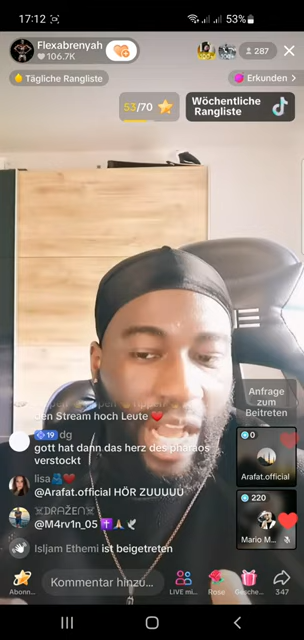 17:12
53%
Flexabrenyah
106.7K
287
Tägliche Rangliste
Erkunden >
53/70
Wöchentliche
Rangliste
den Stream hoch Leute ❤️
19 dg
gott hat dann das herz des pharaos
verstockt
lisa
@Arafat.official HÖR ZUUUUU
@M4rv1n_05 ✝️🙏🕊
Isljam Ethemi ist beigetreten
Anfrage
zum
Beitreten
0
Arafat.official
220
Mario M...
Kommentar hinzu...
Abonn...
LIVE mi...
Rose
Gesche...
347